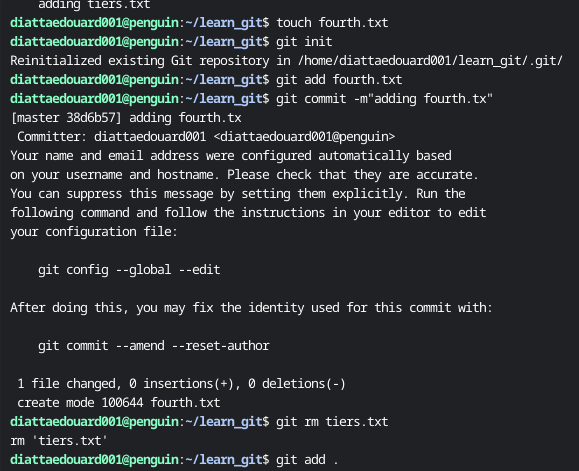 adding tiers.txt
diattaedouard001@penguin:~/learn_git$ touch fourth.txt
diattaedouard001@penguin:~/learn_git$ git init
Reinitialized existing Git repository in /home/diattaedouard001/learn_git/.git/
diattaedouard001@penguin:~/learn_git$ git add fourth.txt
diattaedouard001@penguin:~/learn_git$ git commit -m"adding fourth.tx"
[master 38d6b57] adding fourth.tx
 Committer: diattaedouard001 <diattaedouard001@penguin>
Your name and email address were configured automatically based
on your username and hostname. Please check that they are accurate.
You can suppress this message by setting them explicitly. Run the
following command and follow the instructions in your editor to edit
your configuration file:

    git config --global --edit

After doing this, you may fix the identity used for this commit with:

    git commit --amend --reset-author

 1 file changed, 0 insertions(+), 0 deletions(-)
 create mode 100644 fourth.txt
diattaedouard001@penguin:~/learn_git$ git rm tiers.txt
rm 'tiers.txt'
diattaedouard001@penguin:~/learn_git$ git add .